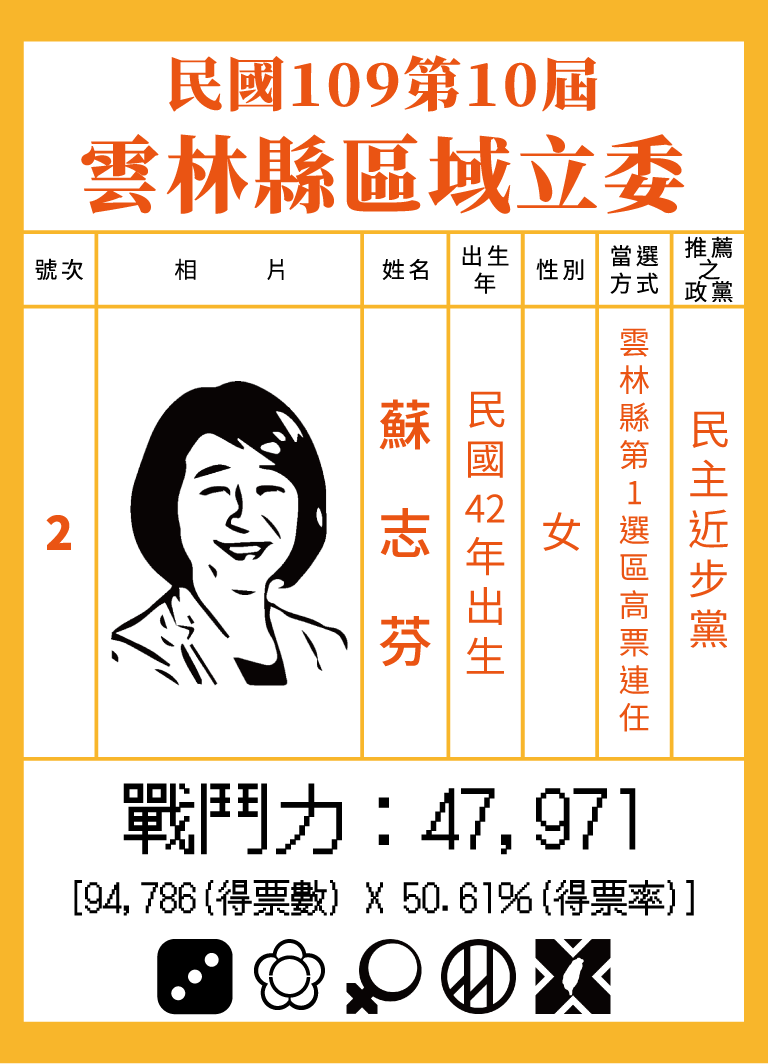 民國109第10屆
雲林縣區域立委
號次
相 片
姓名
出生
年
性別
當選
方式
推薦
之
政黨
2
蘇志芬
民國42年出生
女
雲林縣第1選區高票連任
民主近步黨
戰鬥力：47,971
[94,786(得票數) X 50.61%(得票率)]